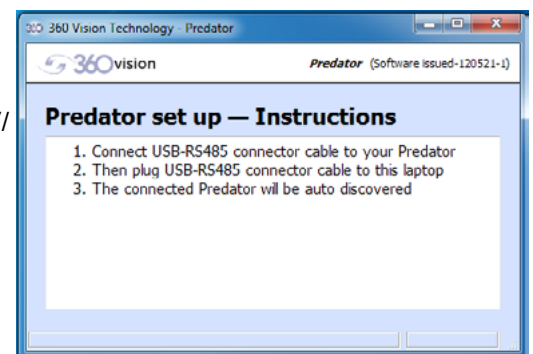 360 Vision Technology - Predator
360 vision
Predator (Software issued-120521-1)
//
Predator set up — Instructions
1. Connect USB-RS485 connector cable to your Predator
2. Then plug USB-RS485 connector cable to this laptop
3. The connected Predator will be auto discovered